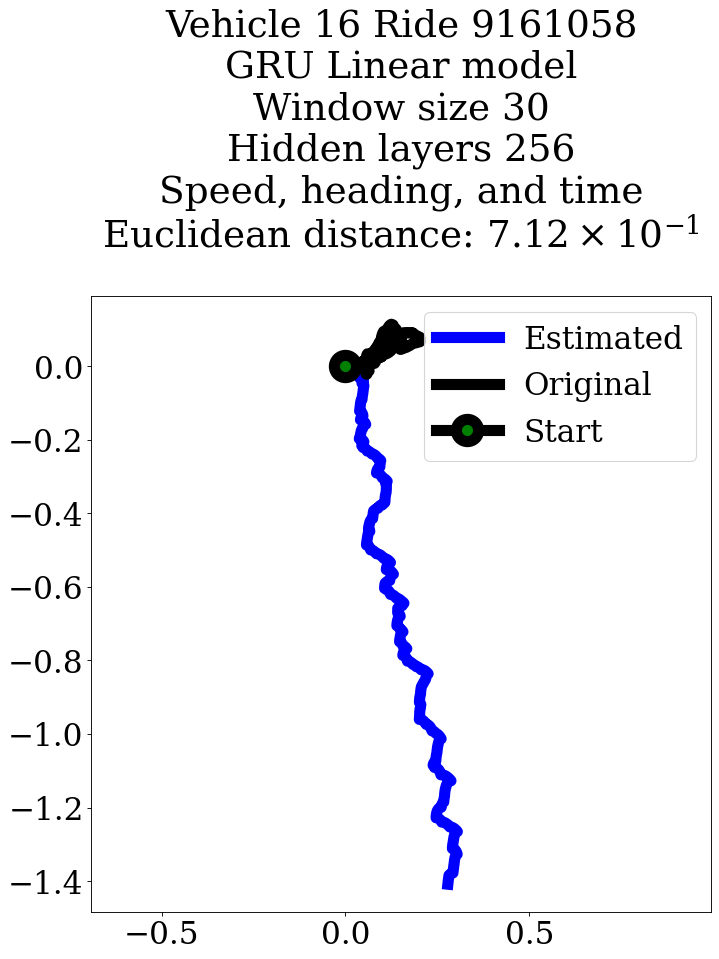 Vehicle 16 Ride 9161058
GRU Linear model
Window size 30
Hidden layers 256
Speed, heading, and time
Euclidean distance: 7.12 × 10⁻¹
Estimated
Original
Start
0.0
−0.2
−0.4
−0.6
−0.8
−1.0
−1.2
−1.4
−0.5
0.0
0.5